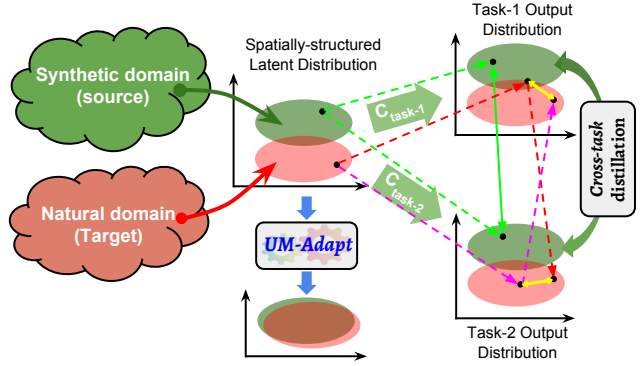 Synthetic domain
(source)
Natural domain
(Target)
Spatially-structured
Latent Distribution
UM-Adapt
C task-1
C task-2
Task-1 Output
Distribution
Cross-task
distillation
Task-2 Output
Distribution